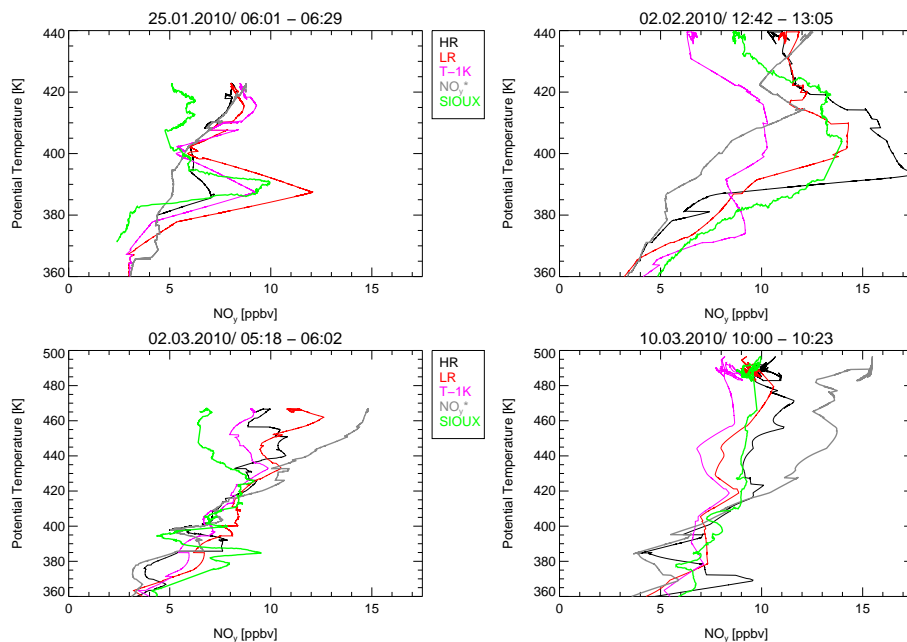 25.01.2010/ 06:01 − 06:29
440
420
400
380
360
Potential Temperature [K]
0 5 10 15
NOy [ppbv]
HR
LR
T−1K
NOy*
SIOUX
02.02.2010/ 12:42 − 13:05
440
420
400
380
360
Potential Temperature [K]
0 5 10 15
NOy [ppbv]
02.03.2010/ 05:18 − 06:02
500
480
460
440
420
400
380
360
Potential Temperature [K]
0 5 10 15
NOy [ppbv]
HR
LR
T−1K
NOy*
SIOUX
10.03.2010/ 10:00 − 10:23
500
480
460
440
420
400
380
360
Potential Temperature [K]
0 5 10 15
NOy [ppbv]